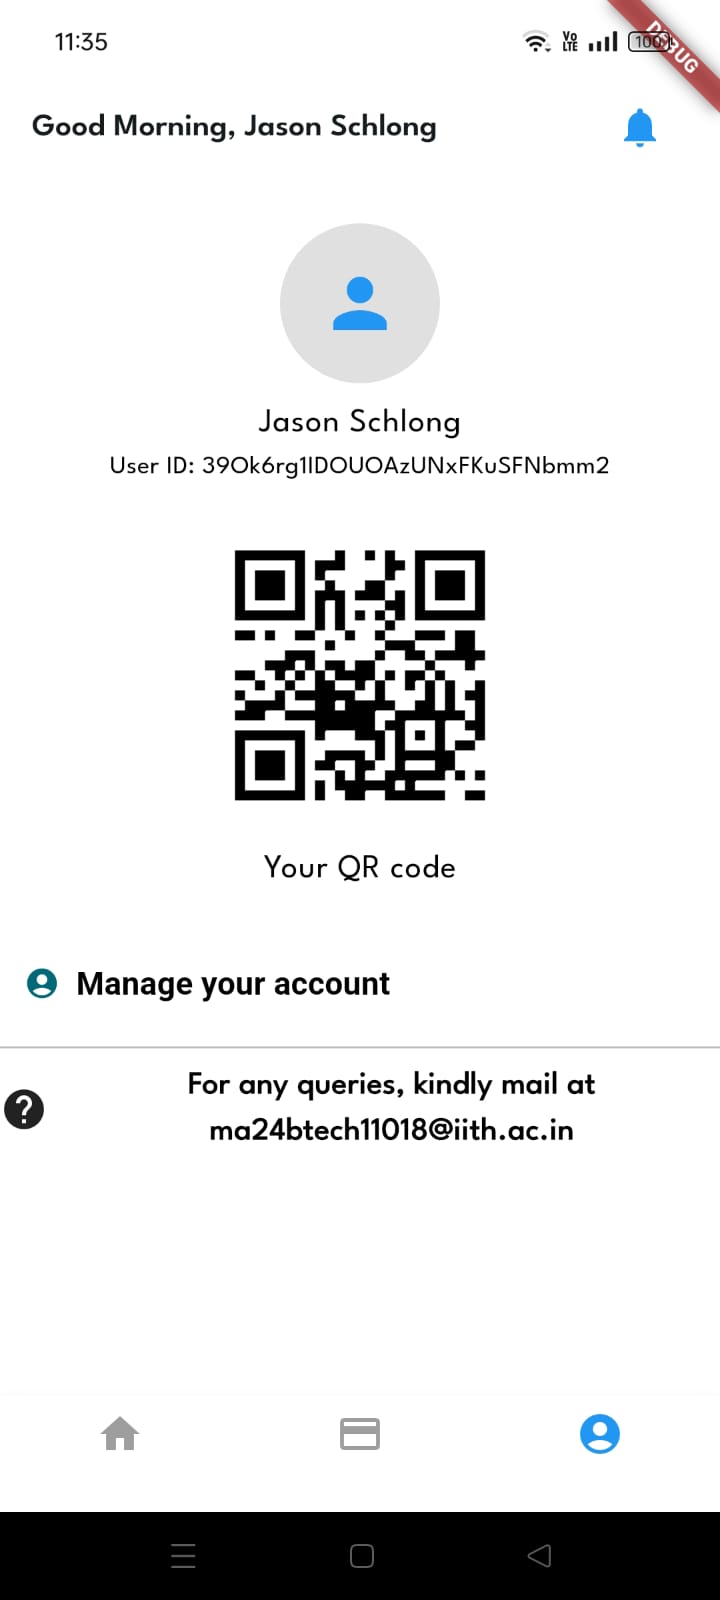 11:35
Vo
LTE
100
DEBUG
Good Morning, Jason Schlong
Jason Schlong
User ID: 39Ok6rg1IDOUOAzUNxFKuSFNbmm2
Your QR code
Manage your account
For any queries, kindly mail at
ma24btech11018@iith.ac.in